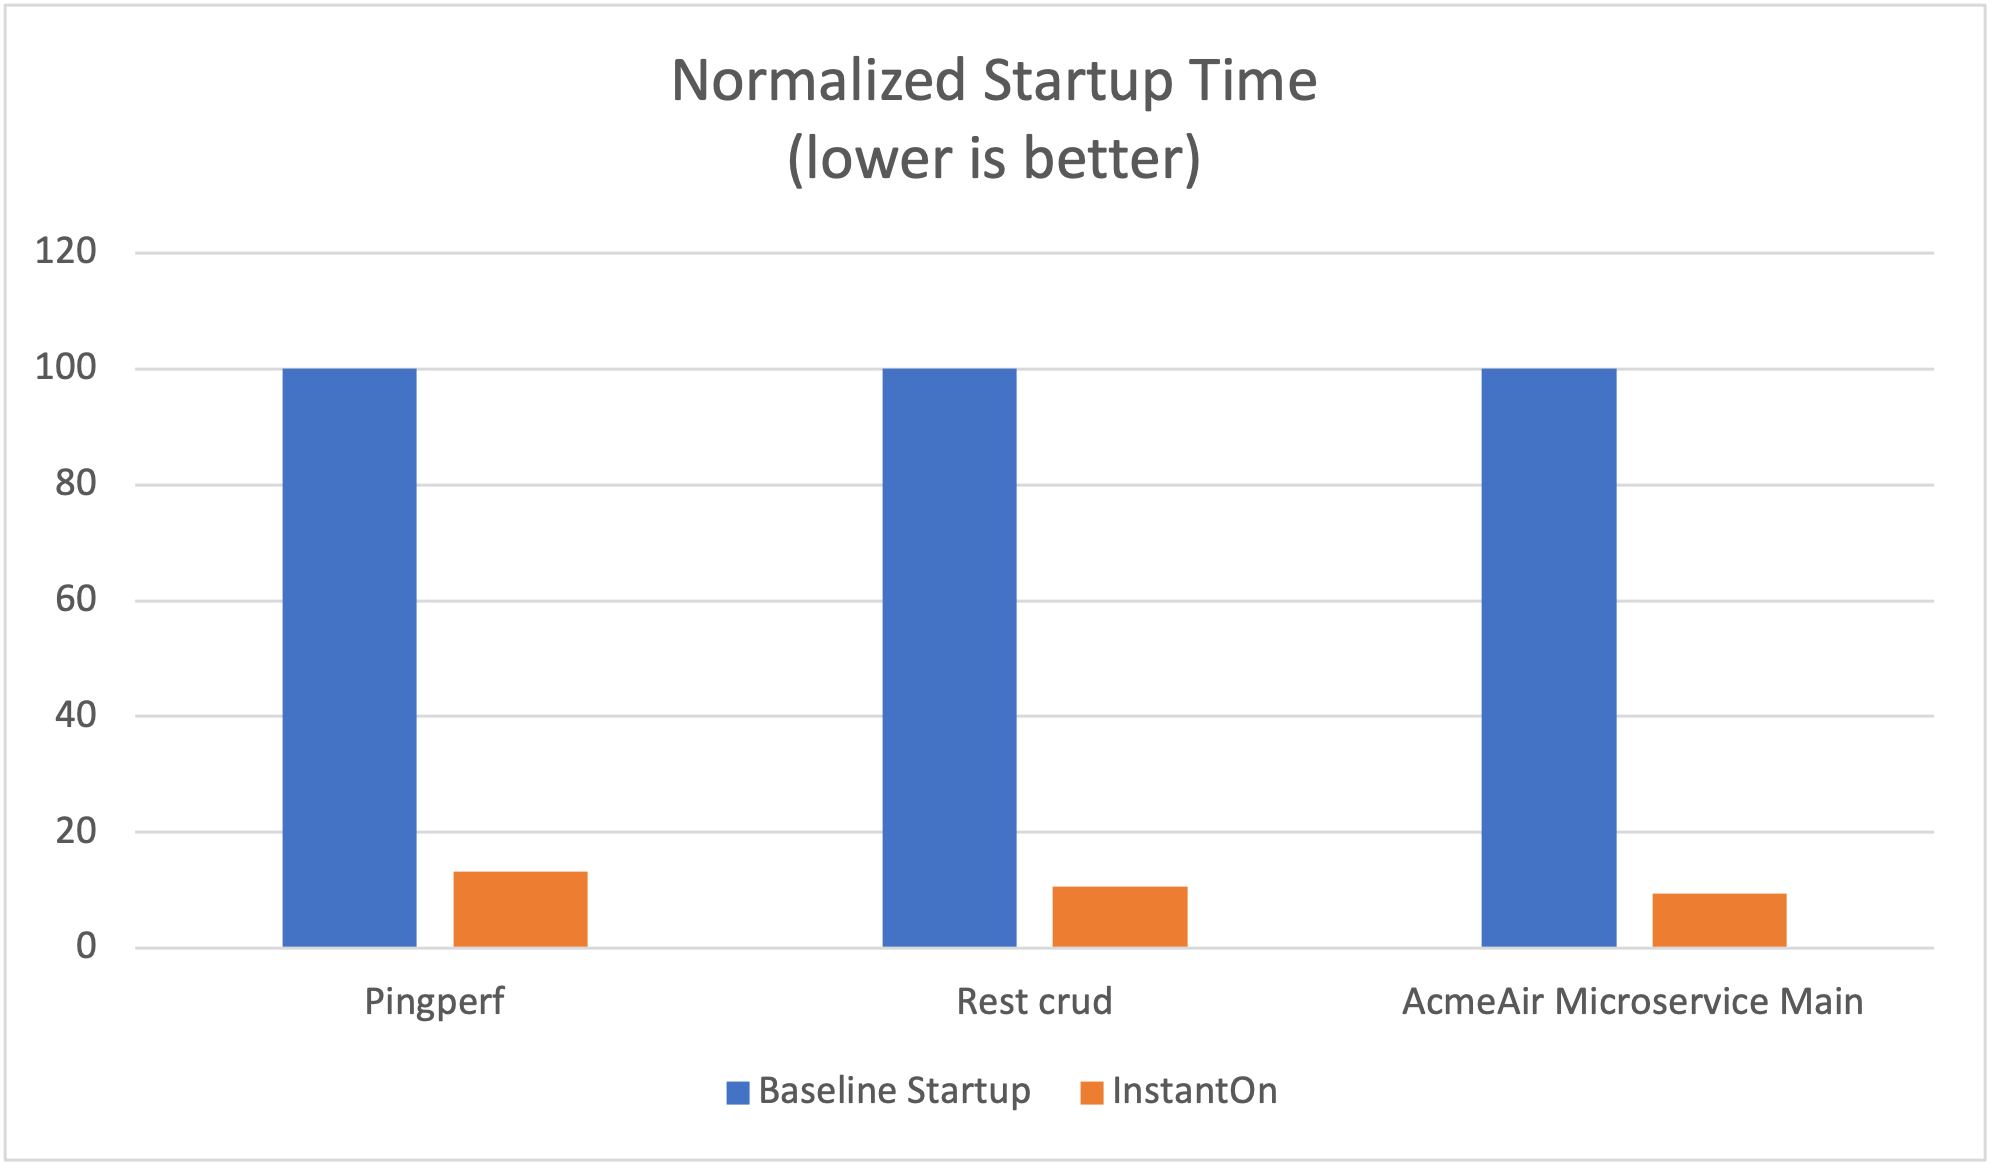 Normalized Startup Time
(lower is better)
120
100
80
60
40
20
0
Pingperf
Rest crud
AcmeAir Microservice Main
Baseline Startup
InstantOn